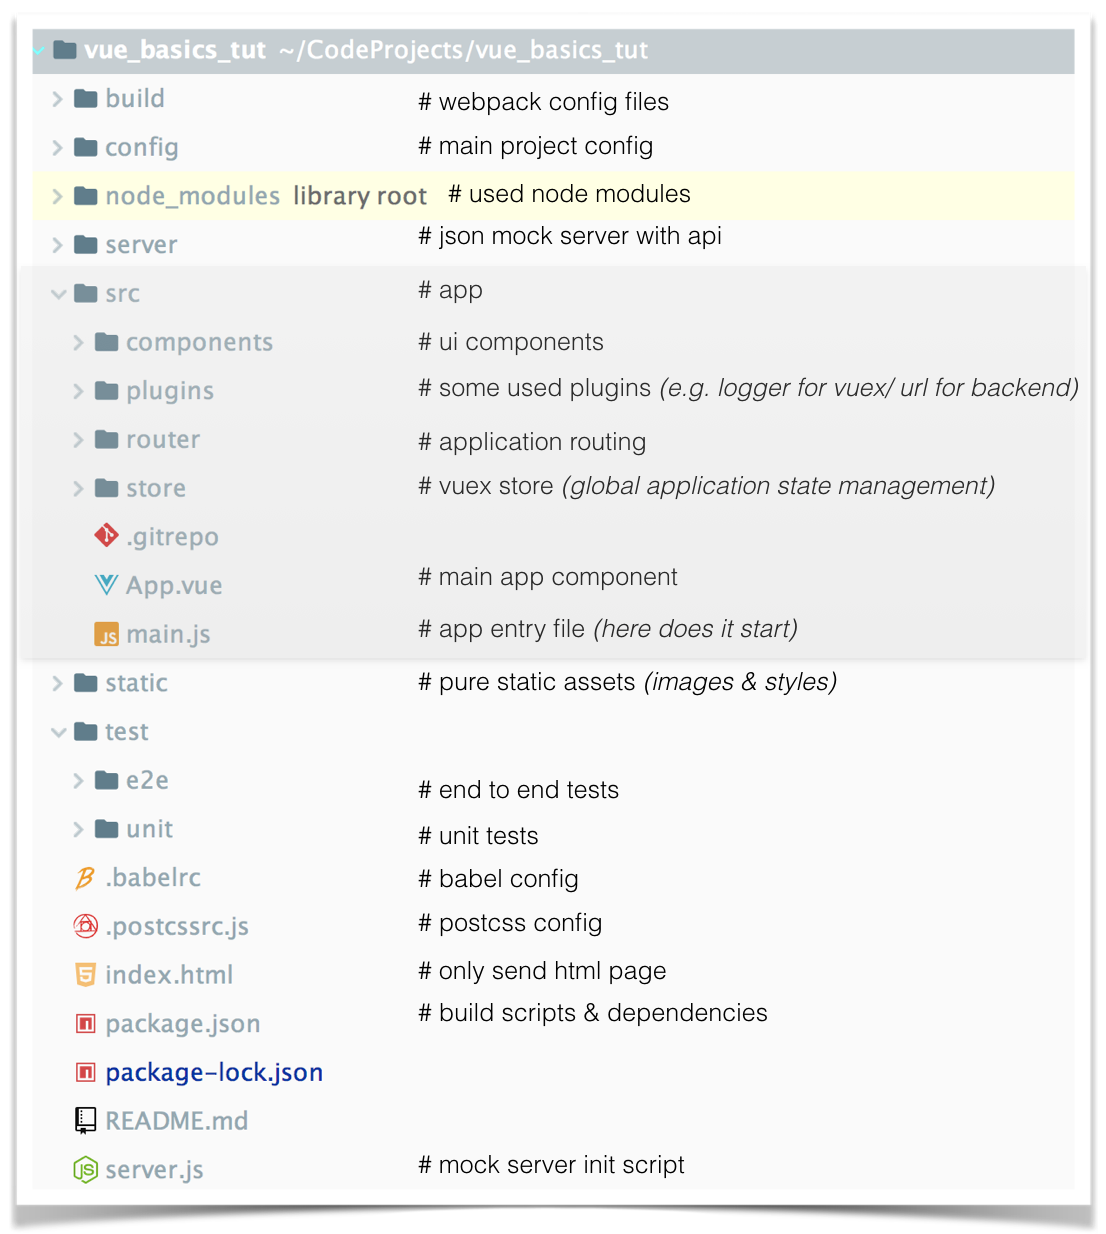 vue_basics_tut ~/CodeProjects/vue_basics_tut
build # webpack config files
config # main project config
node_modules library root # used node modules
server # json mock server with api
src # app
components # ui components
plugins # some used plugins (e.g. logger for vuex/ url for backend)
router # application routing
store # vuex store (global application state management)
.gitrepo
App.vue # main app component
JS main.js # app entry file (here does it start)
static # pure static assets (images & styles)
test
e2e # end to end tests
unit # unit tests
.babelrc # babel config
.postcssrc.js # postcss config
5 index.html # only send html page
package.json # build scripts & dependencies
package-lock.json
README.md
JS server.js # mock server init script